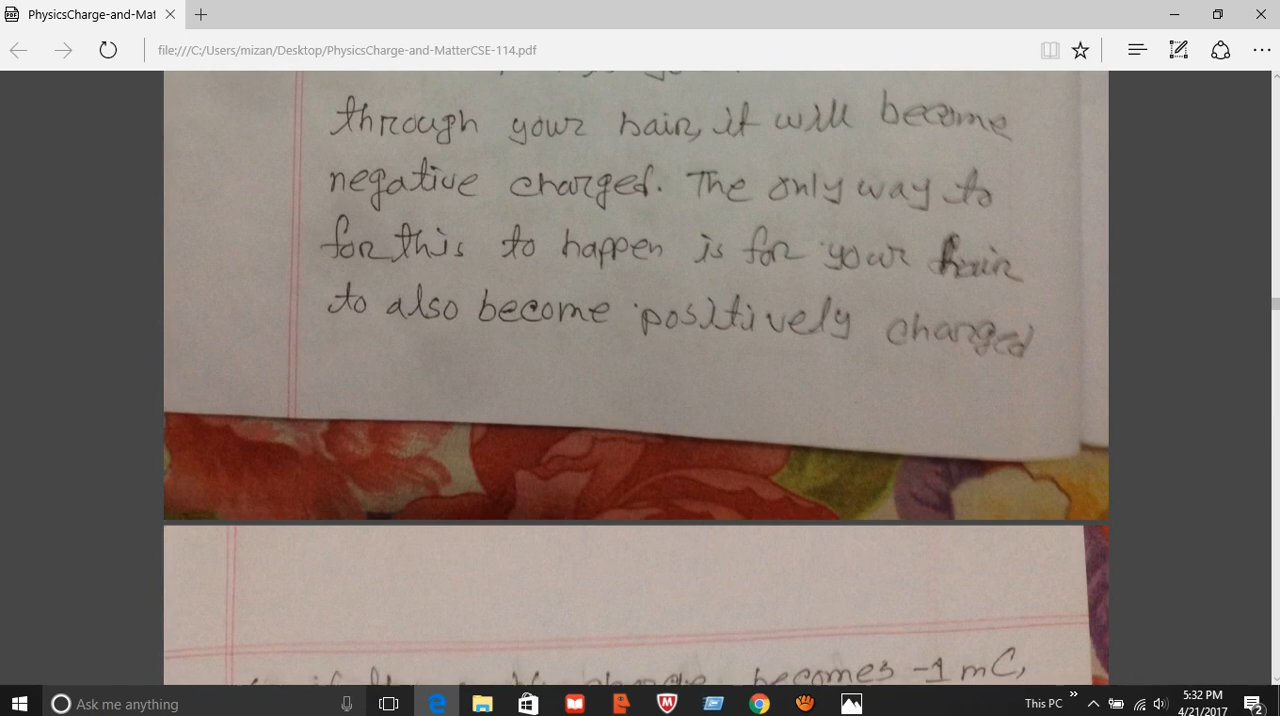 PhysicsCharge-and-Mat
file:///C:/Users/mizan/Desktop/PhysicsCharge-and-MatterCSE-114.pdf
through your hair, it will become
negative charged. The only way to
for this to happen is for your hair
to also become positively charged
charge becomes -1 mC,
Ask me anything
This PC
5:32 PM
4/21/2017
2